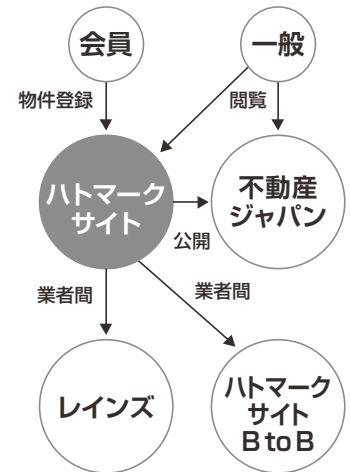 会員
一般
物件登録
閲覧
ハトマーク
サイト
不動産
ジャパン
公開
業者間
業者間
レインズ
ハトマーク
サイト
B to B